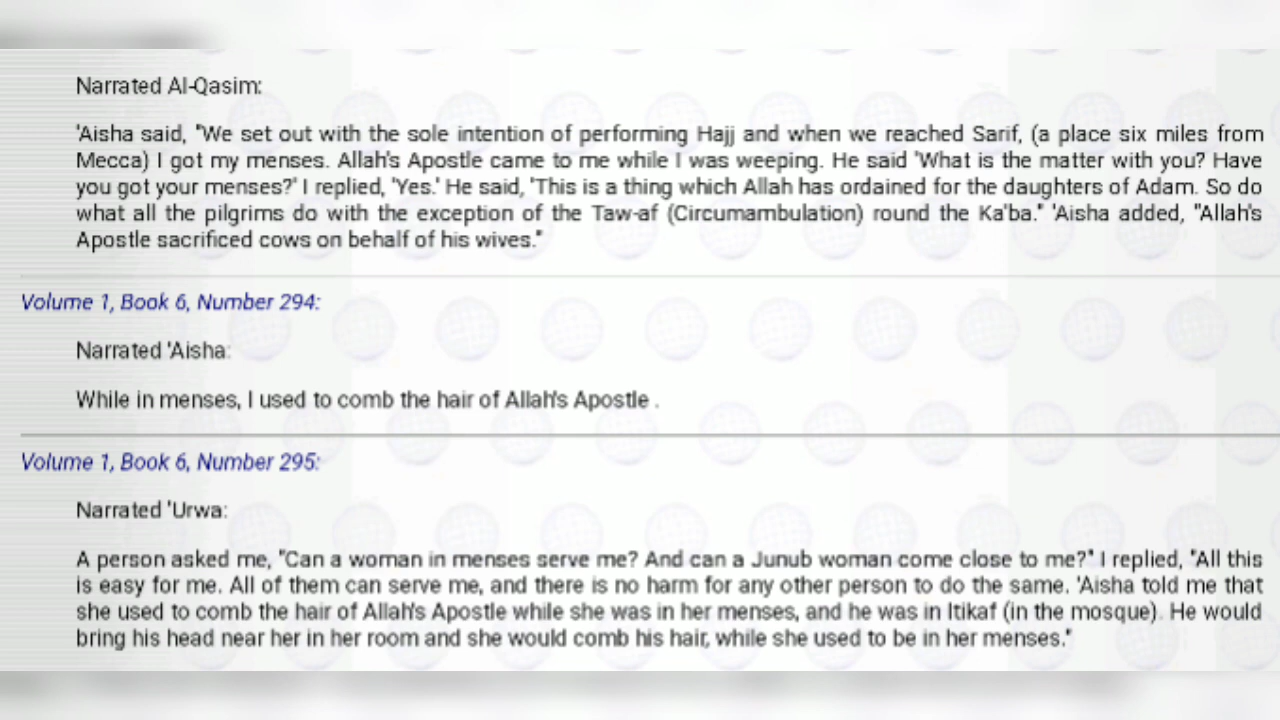 Narrated Al-Qasim:
'Aisha said, "We set out with the sole intention of performing Hajj and when we reached Sarif, (a place six miles from
Mecca) I got my menses. Allah's Apostle came to me while I was weeping. He said 'What is the matter with you? Have
you got your menses?' I replied, 'Yes.' He said, 'This is a thing which Allah has ordained for the daughters of Adam. So do
what all the pilgrims do with the exception of the Taw-af (Circumambulation) round the Ka'ba." 'Aisha added, "Allah's
Apostle sacrificed cows on behalf of his wives."
Volume 1, Book 6, Number 294:
Narrated 'Aisha:
While in menses, I used to comb the hair of Allah's Apostle .
Volume 1, Book 6, Number 295:
Narrated 'Urwa:
A person asked me, "Can a woman in menses serve me? And can a Junub woman come close to me?" I replied, "All this
is easy for me. All of them can serve me, and there is no harm for any other person to do the same. 'Aisha told me that
she used to comb the hair of Allah's Apostle while she was in her menses, and he was in Itikaf (in the mosque). He would
bring his head near her in her room and she would comb his hair, while she used to be in her menses."